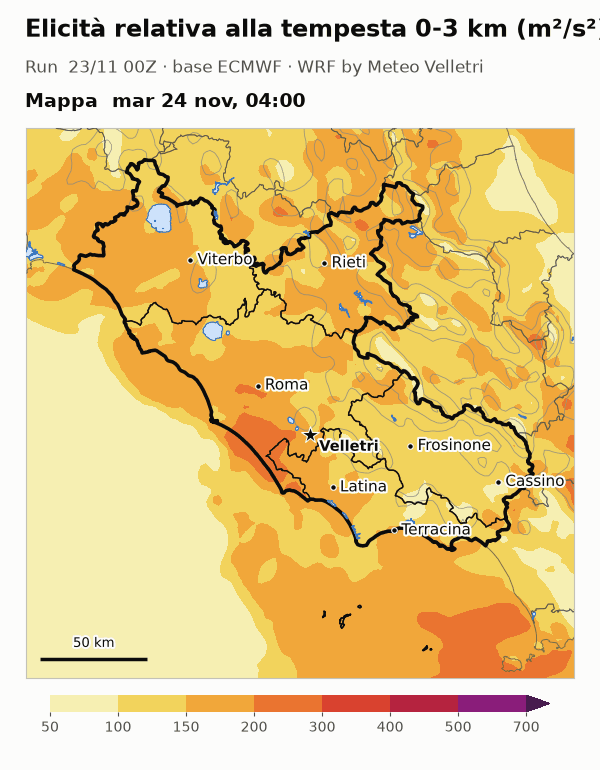 Elicità relativa alla tempesta 0-3 km (m²/s²)
Run  23/11 00Z · base ECMWF · WRF by Meteo Velletri
Mappa  mar 24 nov, 04:00
Viterbo
Rieti
Roma
Velletri
Frosinone
Cassino
Latina
Terracina
50 km
50 100 150 200 300 400 500 700